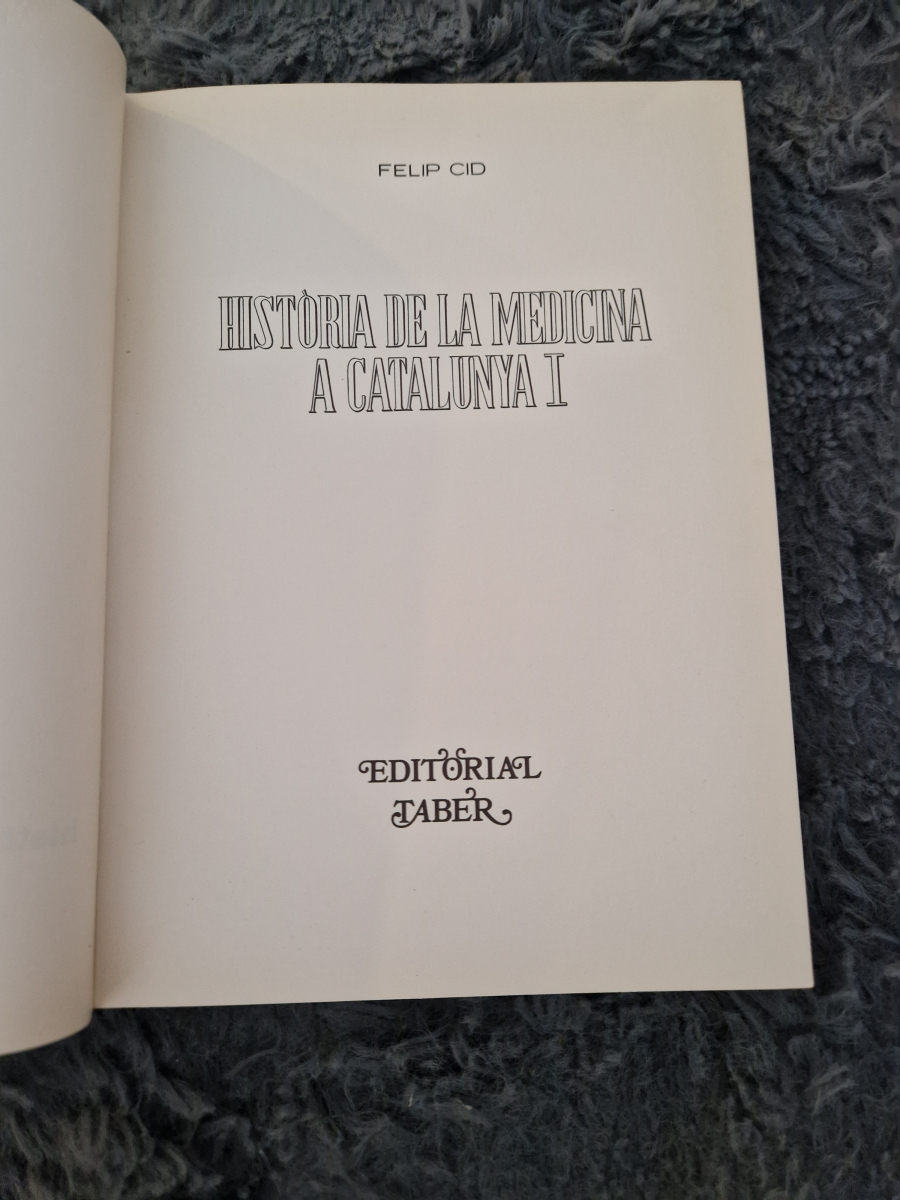 FELIP CID
HISTÒRIA DE LA MEDICINA
A CATALUNYA I
EDITORIAL
TABER